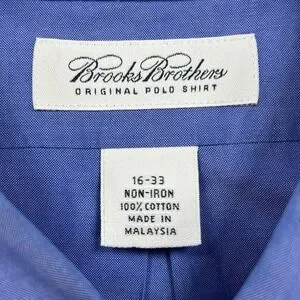 Brooks Brothers
ORIGINAL POLO SHIRT
16-33
NON-IRON
100% COTTON
MADE IN
MALAYSIA